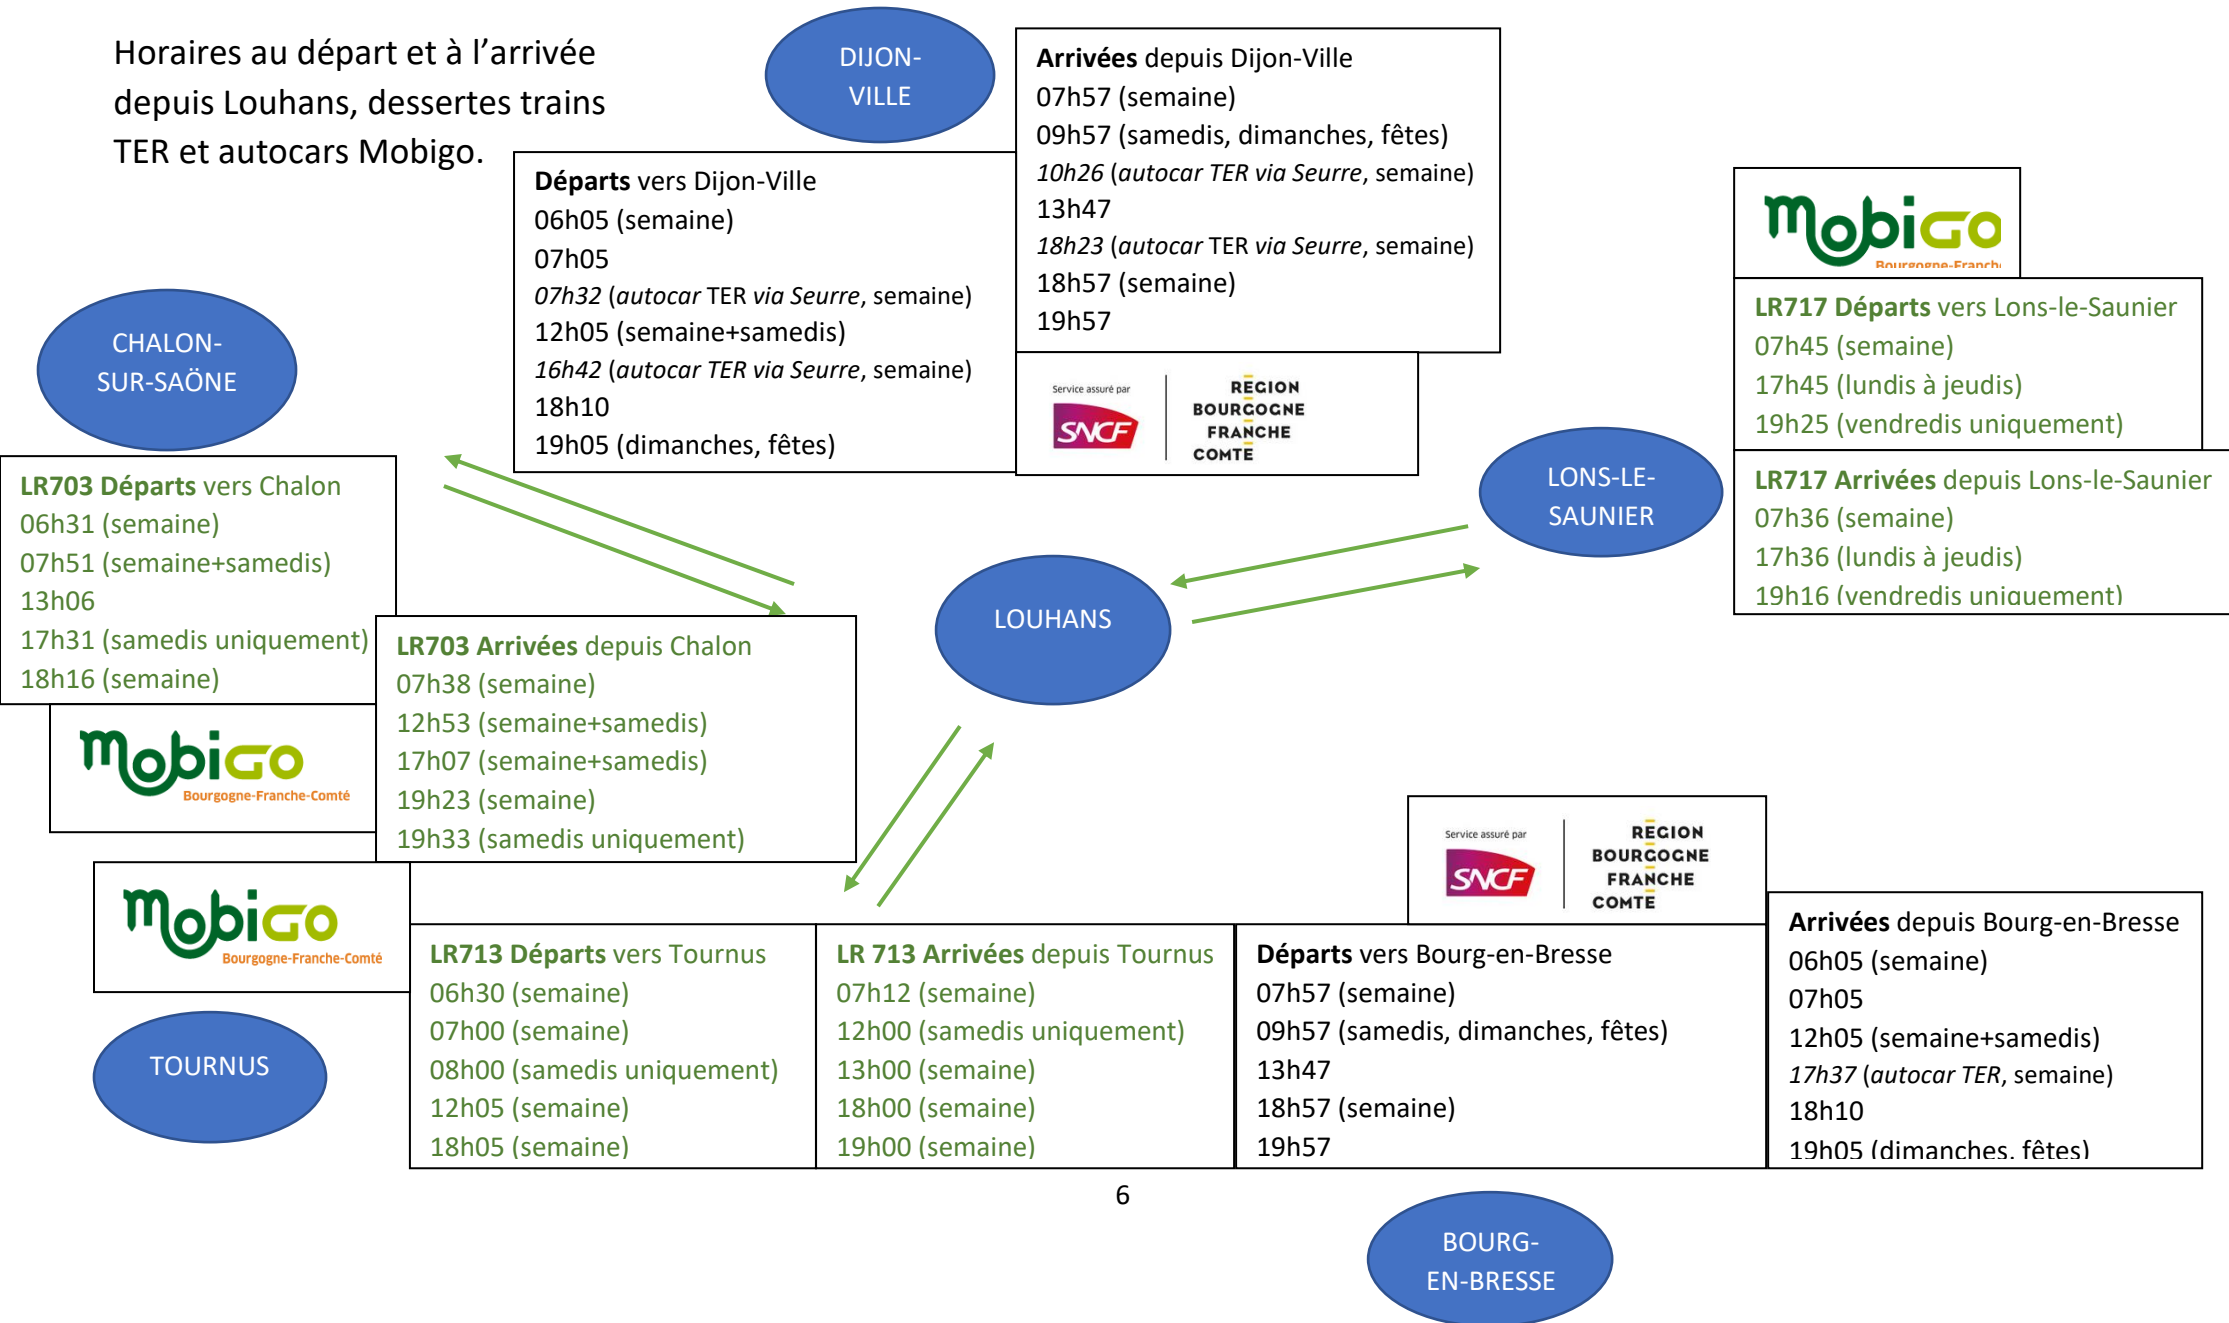 Horaires au départ et à l’arrivée
depuis Louhans, dessertes trains
TER et autocars Mobigo.
DIJON-
VILLE
Arrivées depuis Dijon-Ville
07h57 (semaine)
09h57 (samedis, dimanches, fêtes)
10h26 (autocar TER via Seurre, semaine)
13h47
18h23 (autocar TER via Seurre, semaine)
18h57 (semaine)
19h57
Départs vers Dijon-Ville
06h05 (semaine)
07h05
07h32 (autocar TER via Seurre, semaine)
12h05 (semaine+samedis)
16h42 (autocar TER via Seurre, semaine)
18h10
19h05 (dimanches, fêtes)
Service assuré par
SNCF
REGION
BOURGOGNE
FRANCHE
COMTE
mobigo
Bourgogne-Franch
LR717 Départs vers Lons-le-Saunier
07h45 (semaine)
17h45 (lundis à jeudis)
19h25 (vendredis uniquement)
LR717 Arrivées depuis Lons-le-Saunier
07h36 (semaine)
17h36 (lundis à jeudis)
19h16 (vendredis uniquement)
LONS-LE-
SAUNIER
CHALON-
SUR-SAÖNE
LR703 Départs vers Chalon
06h31 (semaine)
07h51 (semaine+samedis)
13h06
17h31 (samedis uniquement)
18h16 (semaine)
LR703 Arrivées depuis Chalon
07h38 (semaine)
12h53 (semaine+samedis)
17h07 (semaine+samedis)
19h23 (semaine)
19h33 (samedis uniquement)
mobigo
Bourgogne-Franche-Comté
LOUHANS
mobigo
Bourgogne-Franche-Comté
TOURNUS
LR713 Départs vers Tournus
06h30 (semaine)
07h00 (semaine)
08h00 (samedis uniquement)
12h05 (semaine)
18h05 (semaine)
LR 713 Arrivées depuis Tournus
07h12 (semaine)
12h00 (samedis uniquement)
13h00 (semaine)
18h00 (semaine)
19h00 (semaine)
Service assuré par
SNCF
REGION
BOURGOGNE
FRANCHE
COMTE
Départs vers Bourg-en-Bresse
07h57 (semaine)
09h57 (samedis, dimanches, fêtes)
13h47
18h57 (semaine)
19h57
Arrivées depuis Bourg-en-Bresse
06h05 (semaine)
07h05
12h05 (semaine+samedis)
17h37 (autocar TER, semaine)
18h10
19h05 (dimanches, fêtes)
6
BOURG-
EN-BRESSE